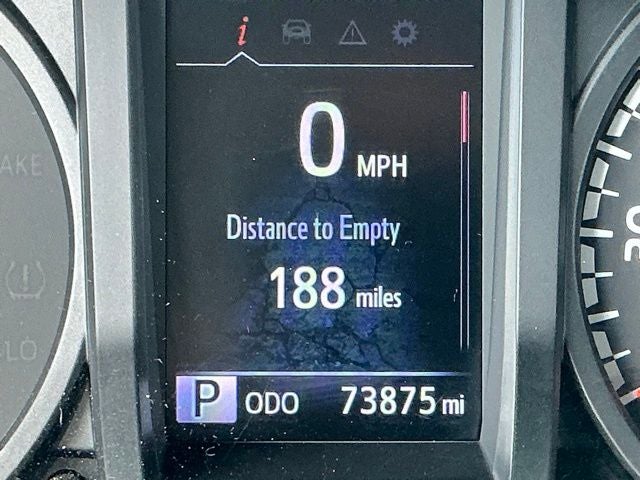 i
0 MPH
Distance to Empty
188 miles
P ODO 73875 mi